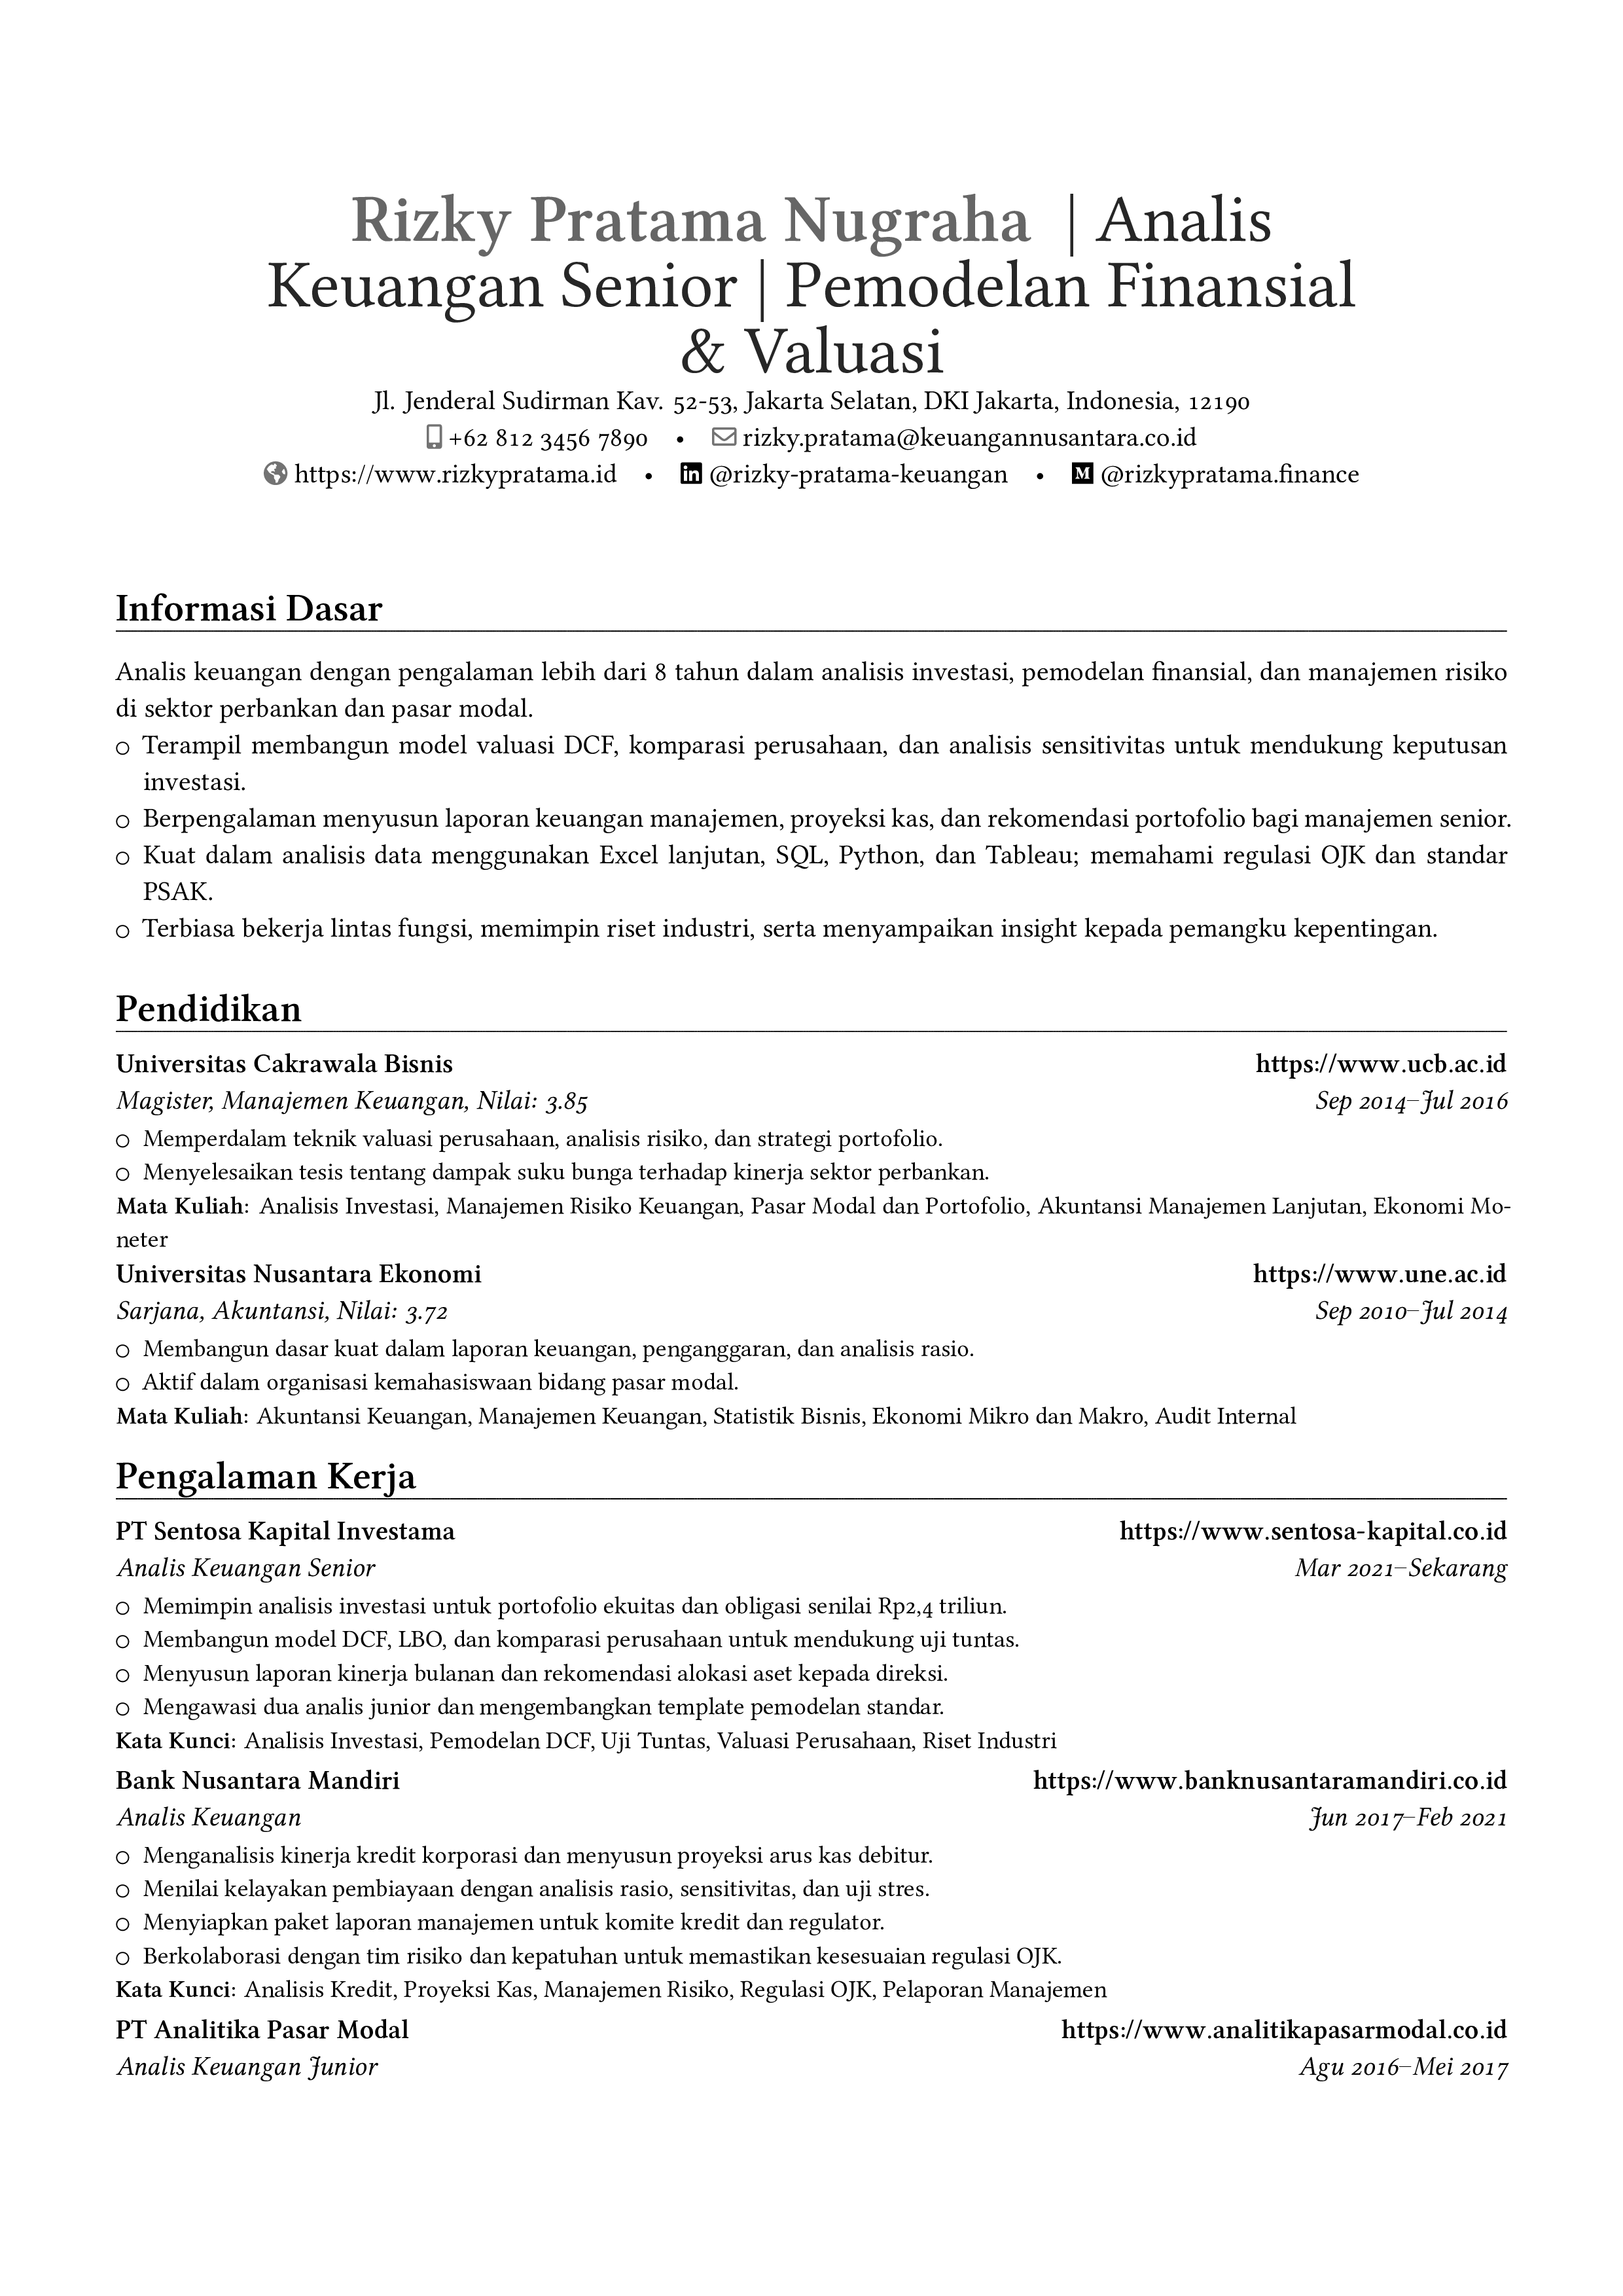 Rizky Pratama Nugraha | Analis
Keuangan Senior | Pemodelan Finansial
& Valuasi
Jl. Jenderal Sudirman Kav. 52-53, Jakarta Selatan, DKI Jakarta, Indonesia, 12190
+62 812 3456 7890 • rizky.pratama@keuangannusantara.co.id
https://www.rizkypratama.id • @rizky-pratama-keuangan • @rizkypratama.finance
Informasi Dasar
Analis keuangan dengan pengalaman lebih dari 8 tahun dalam analisis investasi, pemodelan finansial, dan manajemen risiko
di sektor perbankan dan pasar modal.
○ Terampil membangun model valuasi DCF, komparasi perusahaan, dan analisis sensitivitas untuk mendukung keputusan
investasi.
○ Berpengalaman menyusun laporan keuangan manajemen, proyeksi kas, dan rekomendasi portofolio bagi manajemen senior.
○ Kuat dalam analisis data menggunakan Excel lanjutan, SQL, Python, dan Tableau; memahami regulasi OJK dan standar
PSAK.
○ Terbiasa bekerja lintas fungsi, memimpin riset industri, serta menyampaikan insight kepada pemangku kepentingan.
Pendidikan
Universitas Cakrawala Bisnis https://www.ucb.ac.id
Magister, Manajemen Keuangan, Nilai: 3.85 Sep 2014–Jul 2016
○ Memperdalam teknik valuasi perusahaan, analisis risiko, dan strategi portofolio.
○ Menyelesaikan tesis tentang dampak suku bunga terhadap kinerja sektor perbankan.
Mata Kuliah: Analisis Investasi, Manajemen Risiko Keuangan, Pasar Modal dan Portofolio, Akuntansi Manajemen Lanjutan, Ekonomi Mo-
neter
Universitas Nusantara Ekonomi https://www.une.ac.id
Sarjana, Akuntansi, Nilai: 3.72 Sep 2010–Jul 2014
○ Membangun dasar kuat dalam laporan keuangan, penganggaran, dan analisis rasio.
○ Aktif dalam organisasi kemahasiswaan bidang pasar modal.
Mata Kuliah: Akuntansi Keuangan, Manajemen Keuangan, Statistik Bisnis, Ekonomi Mikro dan Makro, Audit Internal
Pengalaman Kerja
PT Sentosa Kapital Investama https://www.sentosa-kapital.co.id
Analis Keuangan Senior Mar 2021–Sekarang
○ Memimpin analisis investasi untuk portofolio ekuitas dan obligasi senilai Rp2,4 triliun.
○ Membangun model DCF, LBO, dan komparasi perusahaan untuk mendukung uji tuntas.
○ Menyusun laporan kinerja bulanan dan rekomendasi alokasi aset kepada direksi.
○ Mengawasi dua analis junior dan mengembangkan template pemodelan standar.
Kata Kunci: Analisis Investasi, Pemodelan DCF, Uji Tuntas, Valuasi Perusahaan, Riset Industri
Bank Nusantara Mandiri https://www.banknusantaramandiri.co.id
Analis Keuangan Jun 2017–Feb 2021
○ Menganalisis kinerja kredit korporasi dan menyusun proyeksi arus kas debitur.
○ Menilai kelayakan pembiayaan dengan analisis rasio, sensitivitas, dan uji stres.
○ Menyiapkan paket laporan manajemen untuk komite kredit dan regulator.
○ Berkolaborasi dengan tim risiko dan kepatuhan untuk memastikan kesesuaian regulasi OJK.
Kata Kunci: Analisis Kredit, Proyeksi Kas, Manajemen Risiko, Regulasi OJK, Pelaporan Manajemen
PT Analitika Pasar Modal https://www.analitikapasarmodal.co.id
Analis Keuangan Junior Agu 2016–Mei 2017